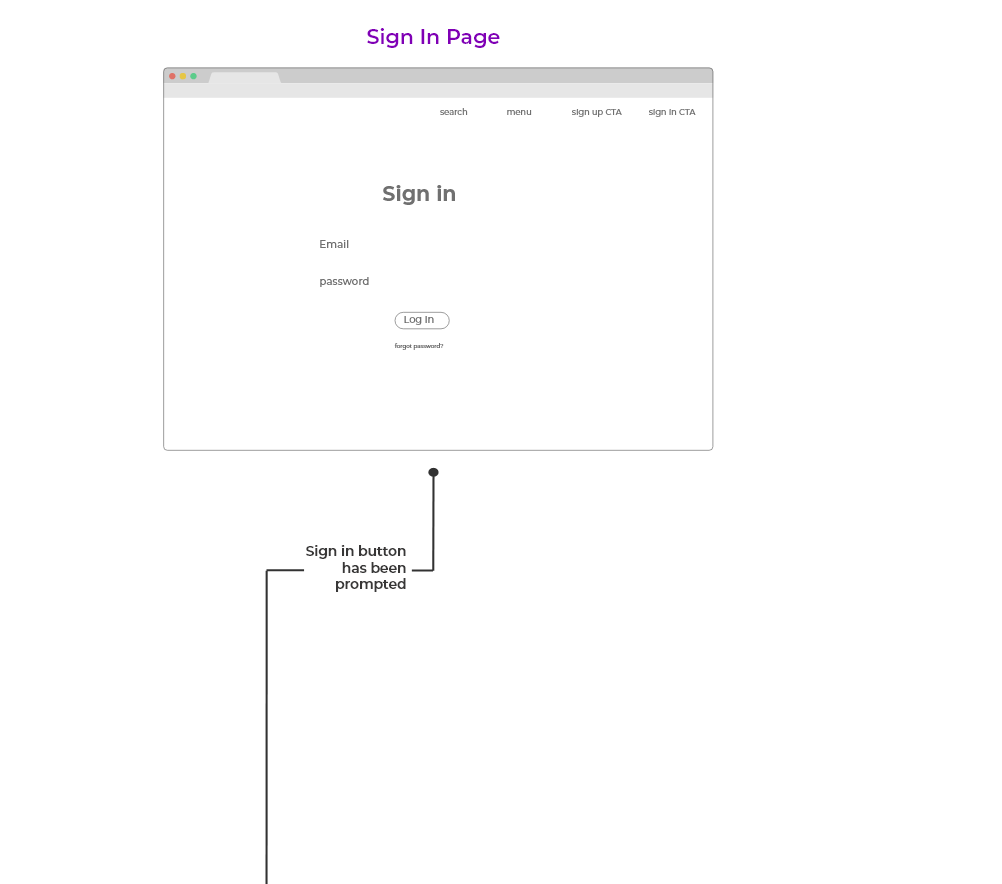 Sign In Page
search menu sign up CTA sign in CTA
Sign in
Email
password
Log In
forgot password?
Sign in button
has been
prompted